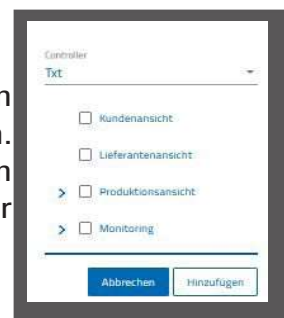 Controller
Txt
Kundenansicht
Lieferantenansicht
Produktionsansicht
Monitoring
Abbrechen
Hinzufügen